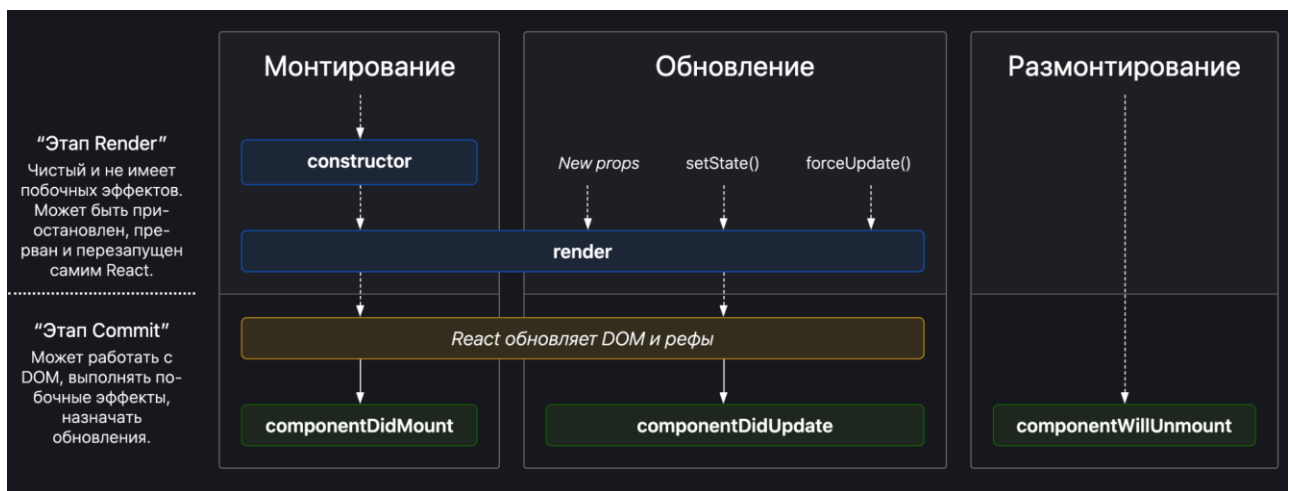 Монтирование
Обновление
Размонтирование
“Этап Render”
Чистый и не имеет
побочных эффектов.
Может быть при-
остановлен, пре-
рван и перезапущен
самим React.
constructor
New props
setState()
forceUpdate()
render
“Этап Commit”
Может работать с
DOM, выполнять по-
бочные эффекты,
назначать
обновления.
React обновляет DOM и рефы
componentDidMount
componentDidUpdate
componentWillUnmount